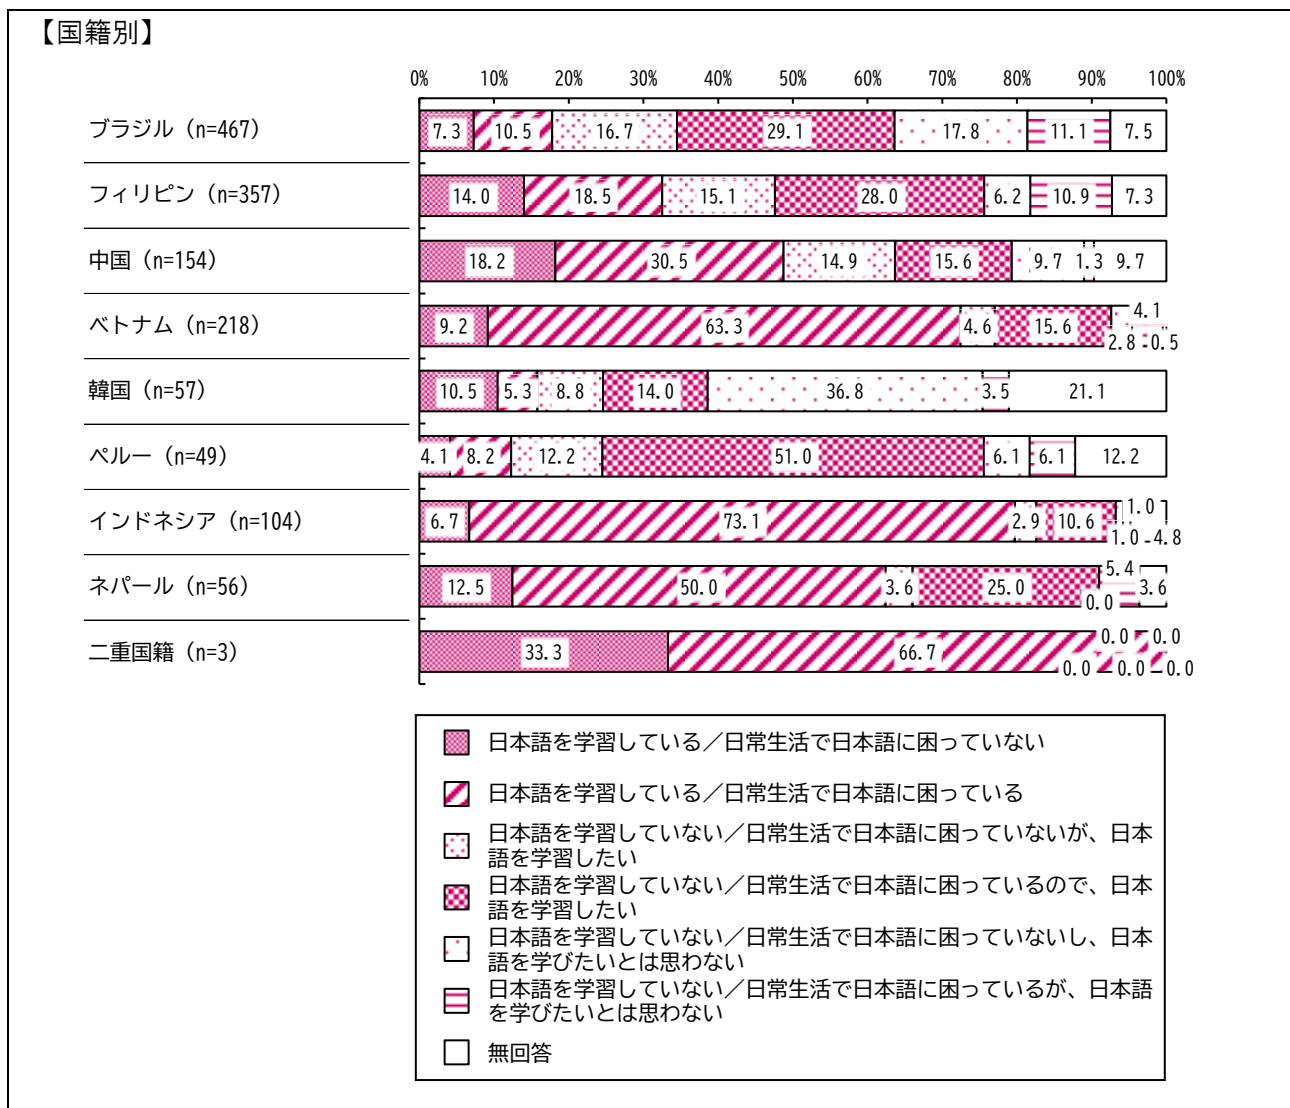 【国籍別】
0% 10% 20% 30% 40% 50% 60% 70% 80% 90% 100%
ブラジル (n=467) 7.3 10.5 16.7 29.1 17.8 11.1 7.5
フィリピン (n=357) 14.0 18.5 15.1 28.0 6.2 10.9 7.3
中国 (n=154) 18.2 30.5 14.9 15.6 9.7 1.3 9.7
ベトナム (n=218) 9.2 63.3 4.6 15.6 2.8 4.1 0.5
韓国 (n=57) 10.5 5.3 8.8 14.0 36.8 3.5 21.1
ペルー (n=49) 4.1 8.2 12.2 51.0 6.1 6.1 12.2
インドネシア (n=104) 6.7 73.1 2.9 10.6 1.0 1.0 4.8
ネパール (n=56) 12.5 50.0 3.6 25.0 0.0 5.4 3.6
二重国籍 (n=3) 33.3 66.7 0.0 0.0 0.0 0.0 0.0
日本語を学習している／日常生活で日本語に困っていない
日本語を学習している／日常生活で日本語に困っている
日本語を学習していない／日常生活で日本語に困っていないが、日本
語を学習したい
日本語を学習していない／日常生活で日本語に困っているので、日本
語を学習したい
日本語を学習していない／日常生活で日本語に困っていないし、日本
語を学びたいとは思わない
日本語を学習していない／日常生活で日本語に困っているが、日本語
を学びたいとは思わない
無回答